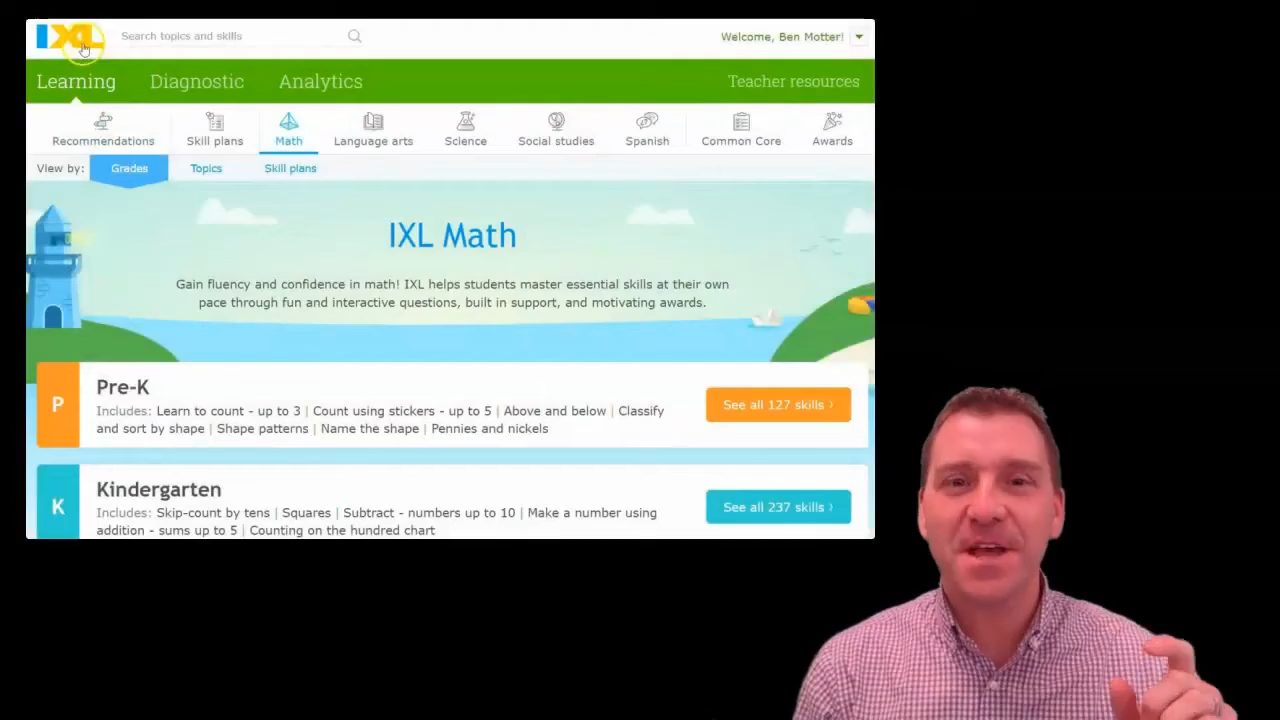 IXL
Search topics and skills
Welcome, Ben Motter!
Learning Diagnostic Analytics Teacher resources
Recommendations Skill plans Math Language arts Science Social studies Spanish Common Core Awards
View by: Grades Topics Skill plans
IXL Math
Gain fluency and confidence in math! IXL helps students master essential skills at their own
pace through fun and interactive questions, built in support, and motivating awards.
P
Pre-K
Includes: Learn to count - up to 3 | Count using stickers - up to 5 | Above and below | Classify
and sort by shape | Shape patterns | Name the shape | Pennies and nickels
See all 127 skills ›
K
Kindergarten
Includes: Skip-count by tens | Squares | Subtract - numbers up to 10 | Make a number using
addition - sums up to 5 | Counting on the hundred chart
See all 237 skills ›